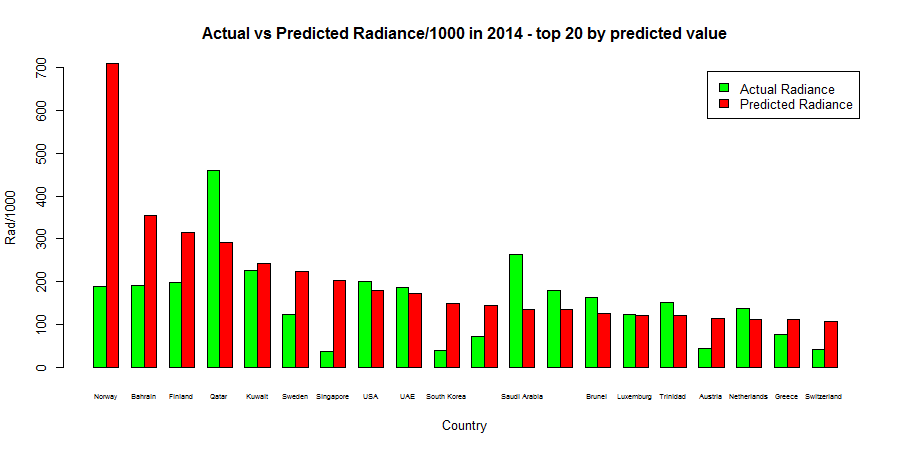 Actual vs Predicted Radiance/1000 in 2014 - top 20 by predicted value
Actual Radiance
Predicted Radiance
Rad/1000
700
600
500
400
300
200
100
0
Norway Bahrain Finland Qatar Kuwait Sweden Singapore USA UAE South Korea Saudi Arabia Brunei Luxemburg Trinidad Austria Netherlands Greece Switzerland
Country